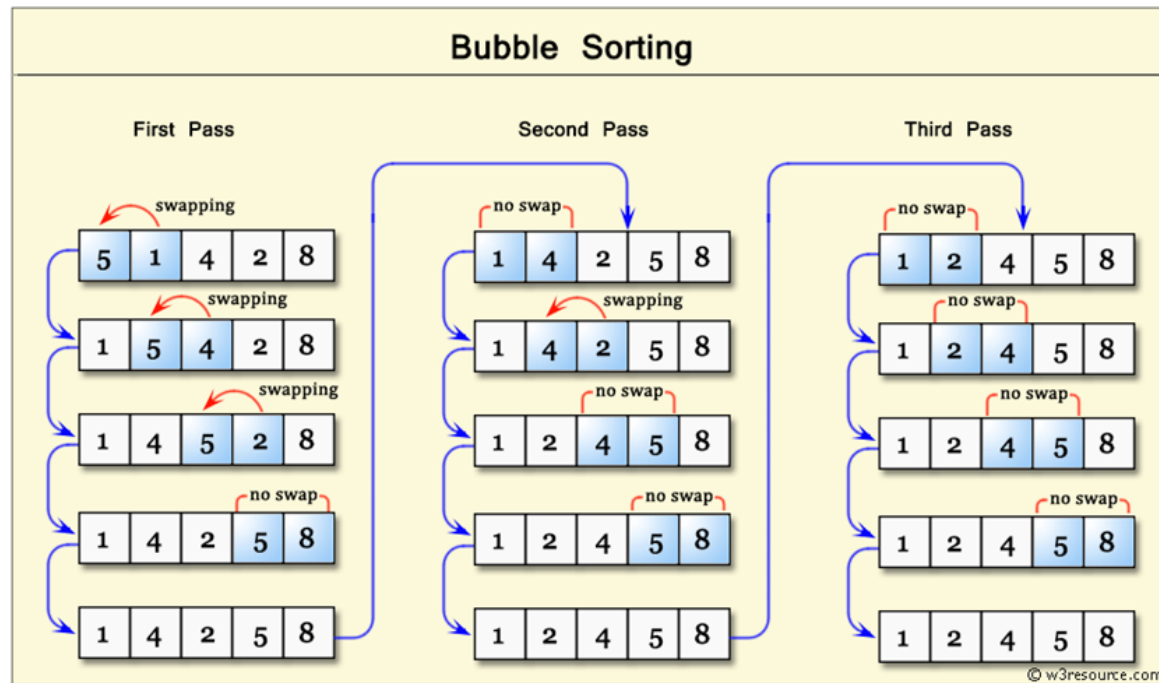 Bubble Sorting
First Pass
swapping
5 1 4 2 8
swapping
1 5 4 2 8
swapping
1 4 5 2 8
no swap
1 4 2 5 8
1 4 2 5 8
Second Pass
no swap
1 4 2 5 8
swapping
1 4 2 5 8
no swap
1 2 4 5 8
no swap
1 2 4 5 8
1 2 4 5 8
Third Pass
no swap
1 2 4 5 8
no swap
1 2 4 5 8
no swap
1 2 4 5 8
no swap
1 2 4 5 8
1 2 4 5 8
© w3resource.com